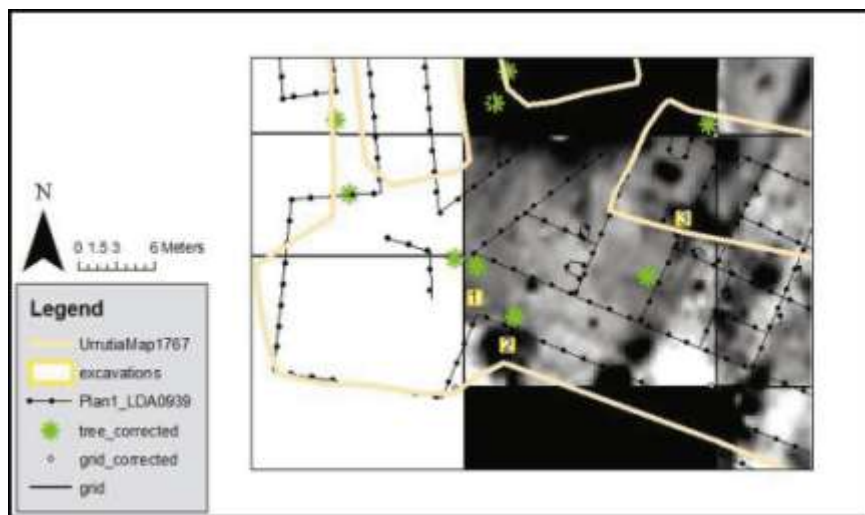 N
0 1.5 3 6 Meters
Legend
UrrutiaMap1767
excavations
Plan1_LDA0939
tree_corrected
grid_corrected
grid
3
1
2